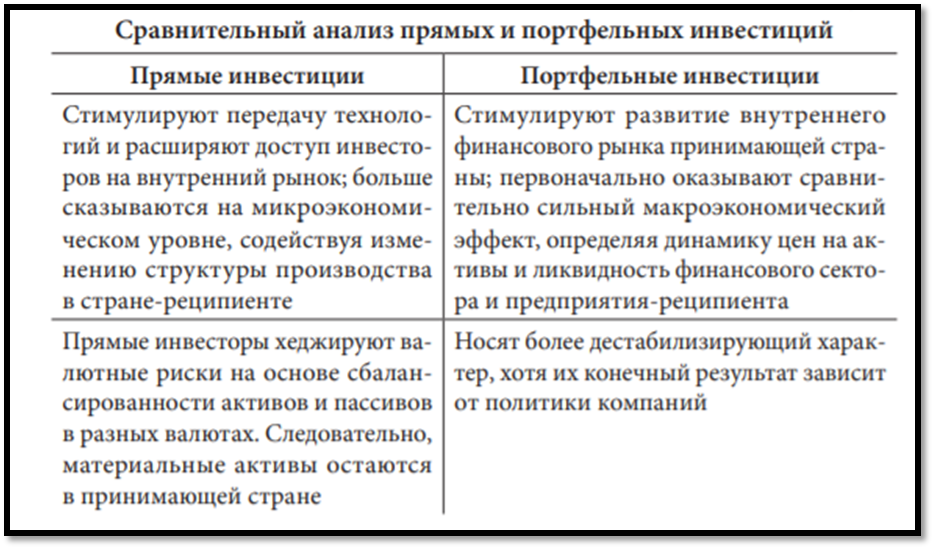 Сравнительный анализ прямых и портфельных инвестиций
Прямые инвестиции
Портфельные инвестиции
Стимулируют передачу техноло-
гий и расширяют доступ инвесто-
ров на внутренний рынок; больше
сказываются на микроэкономи-
ческом уровне, содействуя изме-
нению структуры производства
в стране-реципиенте
Стимулируют развитие внутреннего
финансового рынка принимающей стра-
ны; первоначально оказывают сравни-
тельно сильный макроэкономический
эффект, определяя динамику цен на ак-
тивы и ликвидность финансового секто-
ра и предприятия-реципиента
Прямые инвесторы хеджируют ва-
лютные риски на основе сбалан-
сированности активов и пассивов
в разных валютах. Следовательно,
материальные активы остаются
в принимающей стране
Носят более дестабилизирующий харак-
тер, хотя их конечный результат зависит
от политики компаний